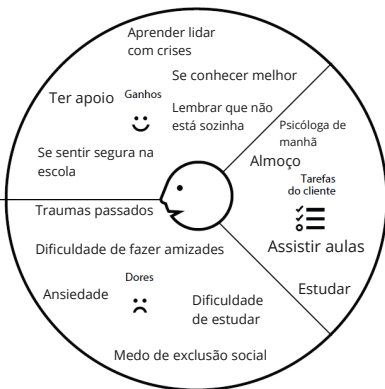 Aprender lidar
com crises
Se conhecer melhor
Ter apoio
Ganhos
Lembrar que não
está sozinha
Se sentir segura na
escola
Psicóloga de
manhã
Almoço
Tarefas
do cliente
Assistir aulas
Estudar
Traumas passados
Dificuldade de fazer amizades
Dores
Ansiedade
Dificuldade
de estudar
Medo de exclusão social